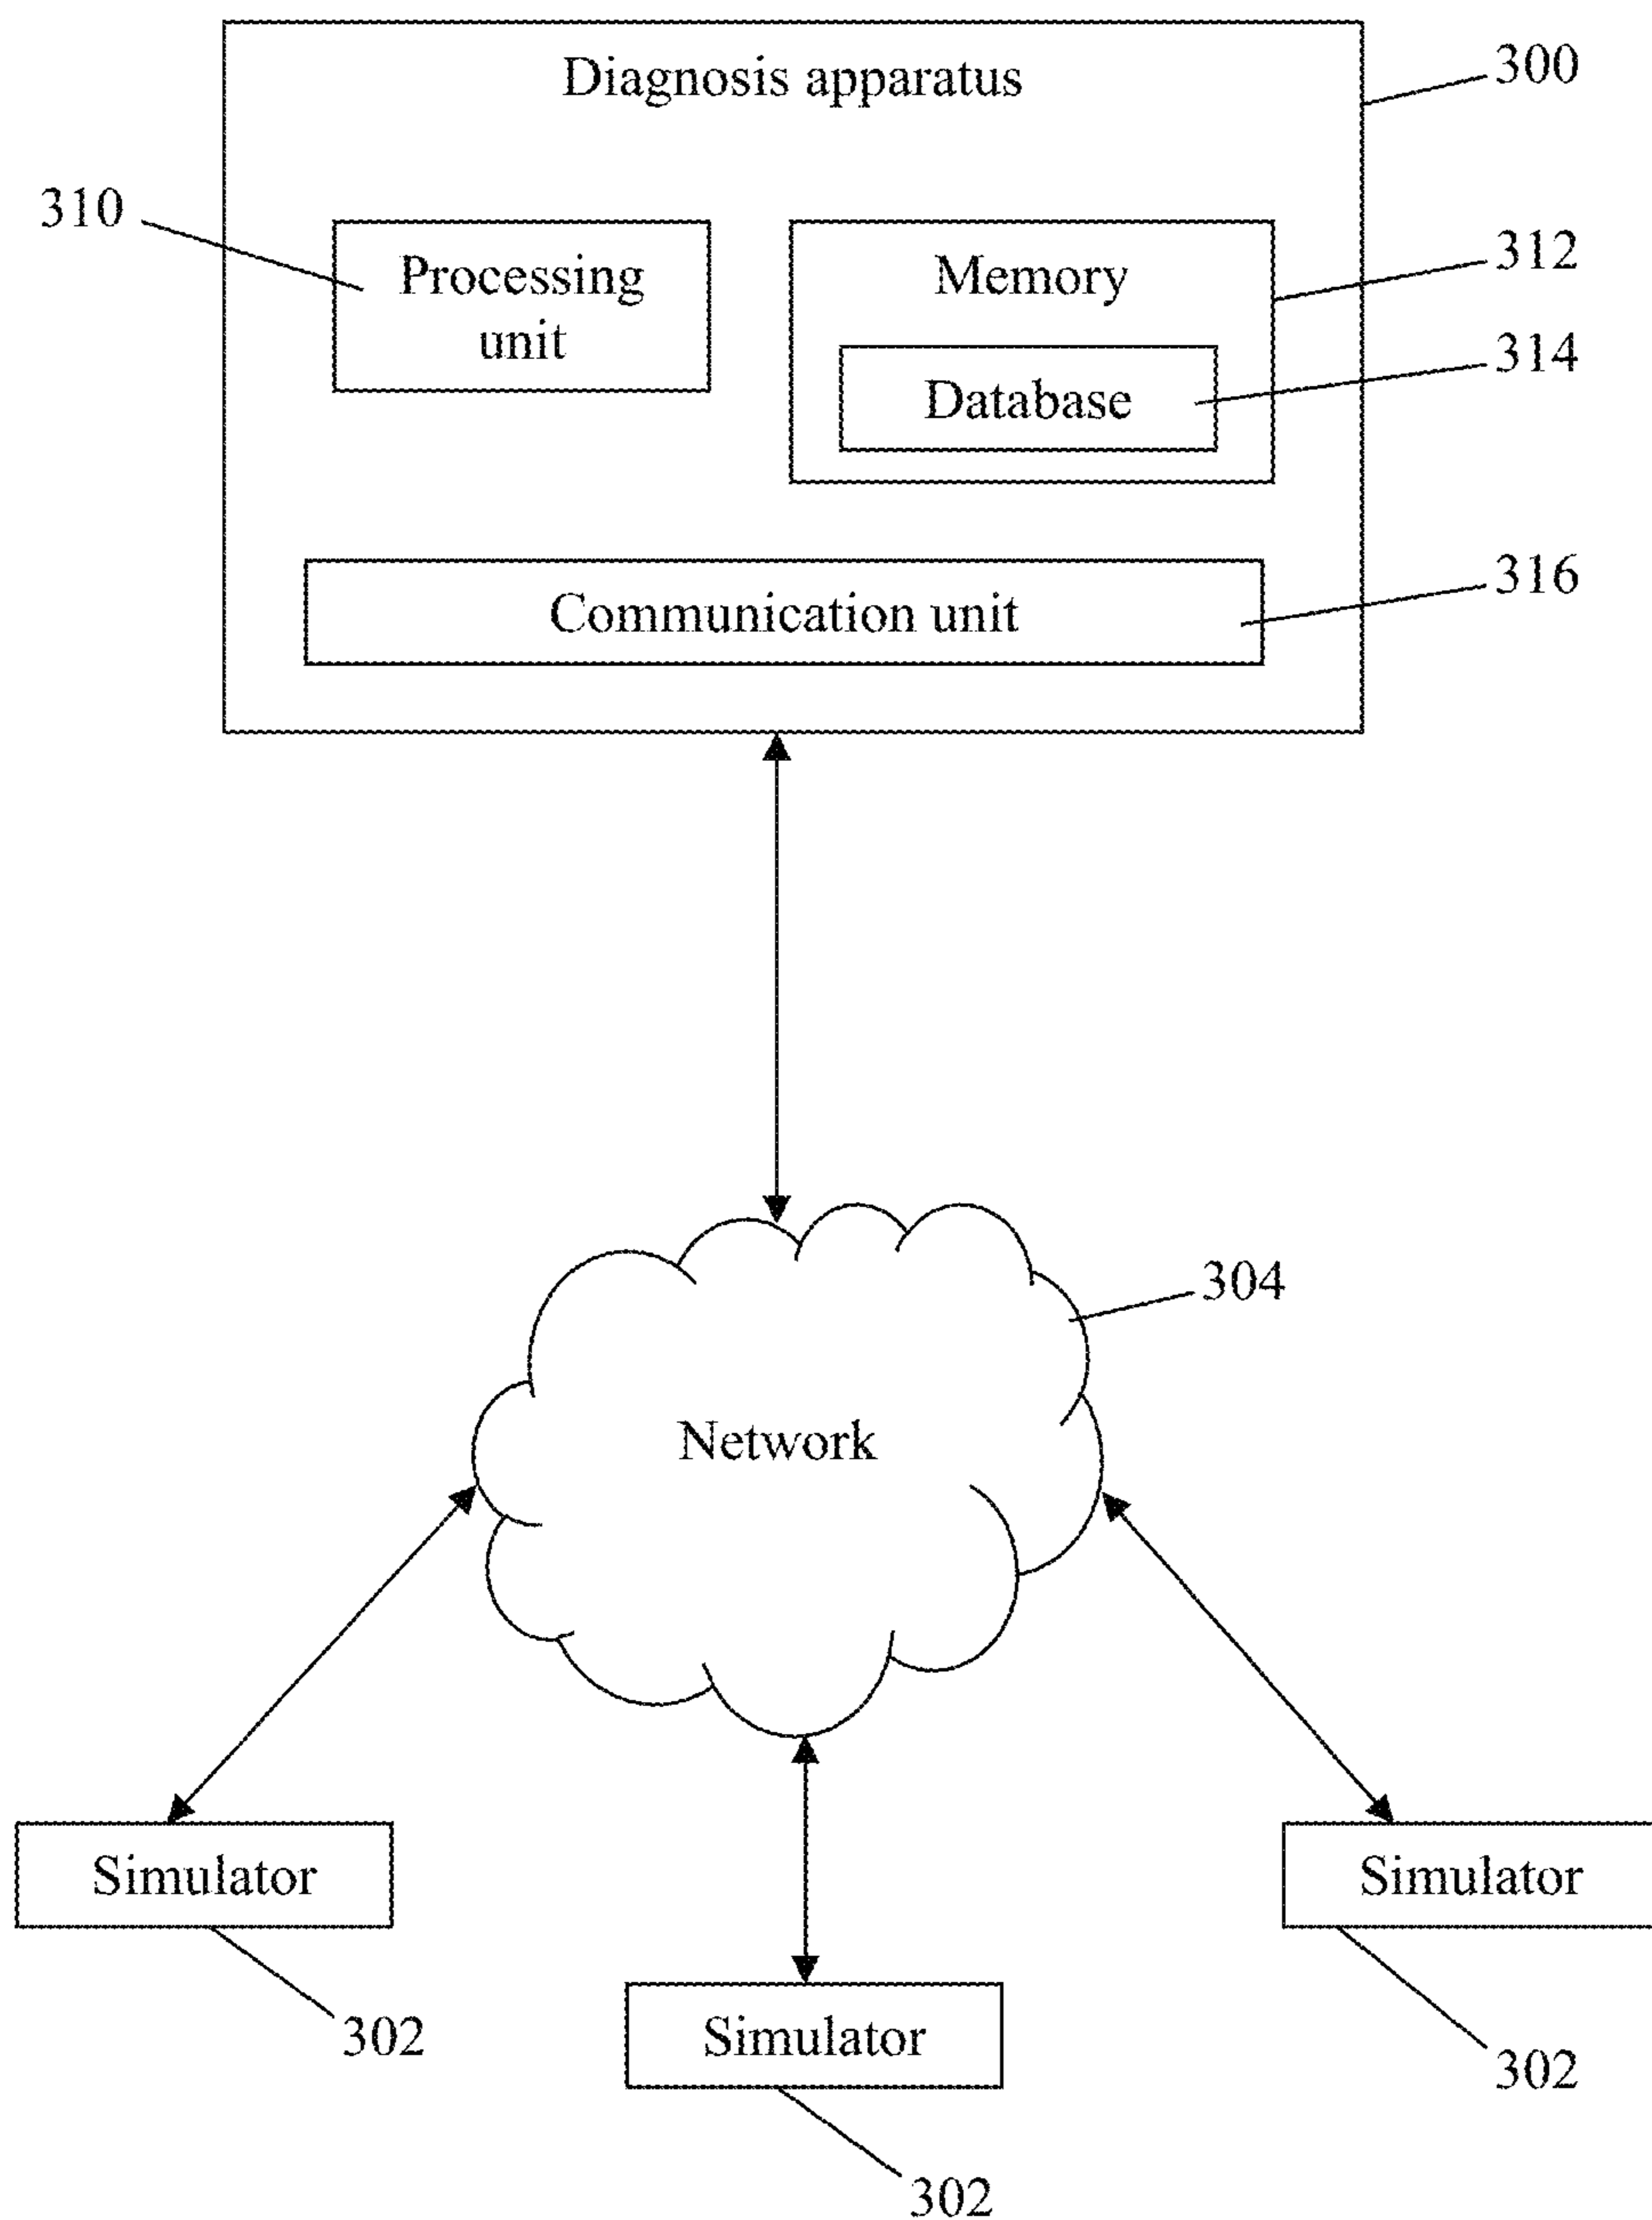 Diagnosis apparatus
300
310
Processing
unit
Memory
312
Database
314
Communication unit
316
304
Network
Simulator
302
Simulator
302
Simulator
302